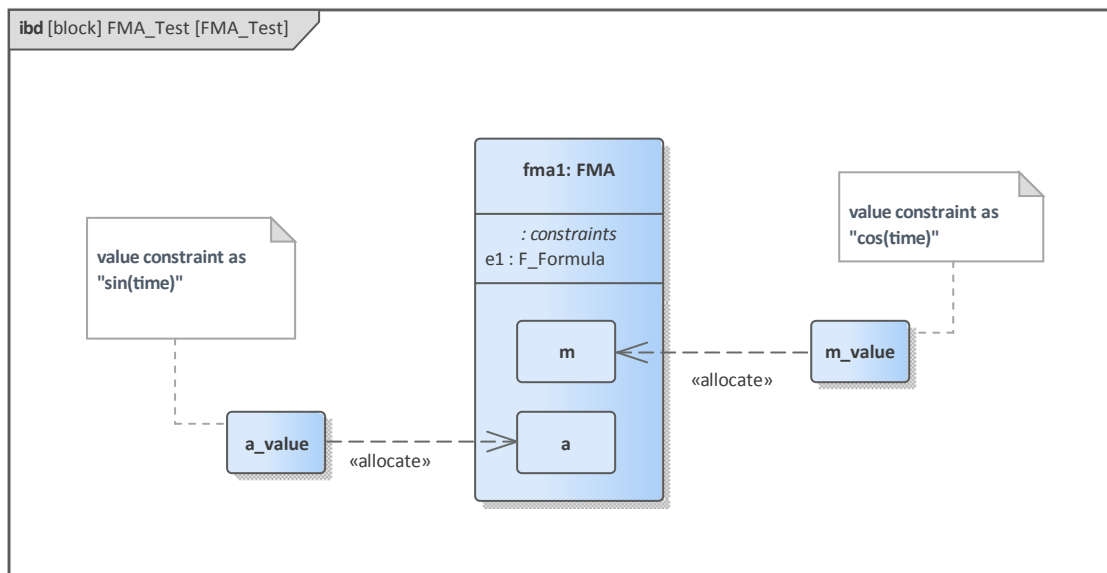 ibd [block] FMA_Test [FMA_Test]
fma1: FMA
: constraints
e1 : F_Formula
value constraint as
"cos(time)"
value constraint as
"sin(time)"
m
m_value
«allocate»
a_value
a
«allocate»